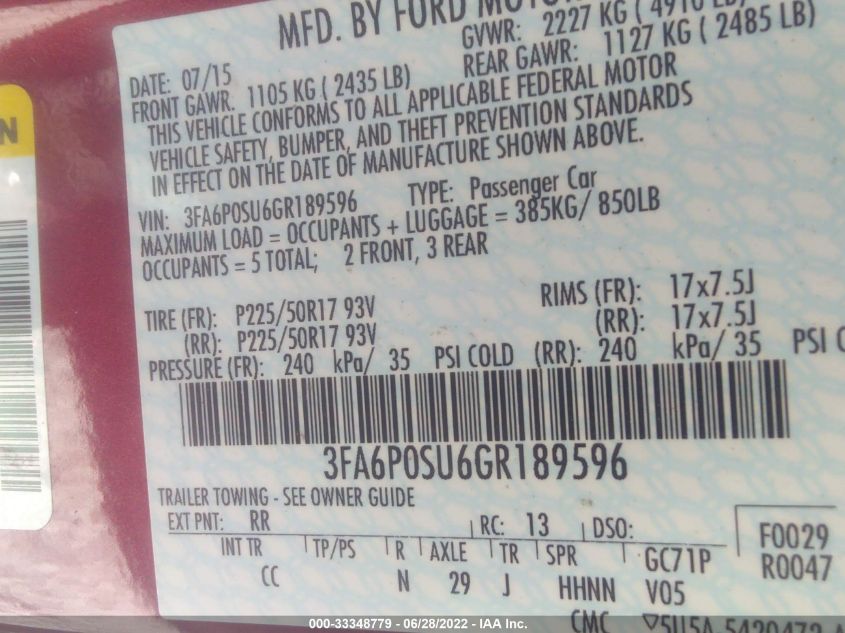 MFD. BY FORD
DATE: 07/15 GVWR: 2227 KG ( 4910 LB)
FRONT GAWR: 1105 KG ( 2435 LB) REAR GAWR: 1127 KG ( 2485 LB)
THIS VEHICLE CONFORMS TO ALL APPLICABLE FEDERAL MOTOR
VEHICLE SAFETY, BUMPER, AND THEFT PREVENTION STANDARDS
IN EFFECT ON THE DATE OF MANUFACTURE SHOWN ABOVE.
VIN: 3FA6P0SU6GR189596 TYPE: Passenger Car
MAXIMUM LOAD = OCCUPANTS + LUGGAGE = 385KG/ 850LB
OCCUPANTS = 5 TOTAL; 2 FRONT, 3 REAR
TIRE (FR): P225/50R17 93V RIMS (FR): 17x7.5J
(RR): P225/50R17 93V (RR): 17x7.5J
PRESSURE (FR): 240 kPa/ 35 PSI COLD (RR): 240 kPa/ 35 PSI
3FA6P0SU6GR189596
TRAILER TOWING - SEE OWNER GUIDE
EXT PNT: RR RC: 13 DSO:
F0029
INT TR TP/PS R AXLE TR SPR GC71P
R0047
CC N 29 J HHNN V05
N
000-33348779 - 06/28/2022 - IAA Inc.